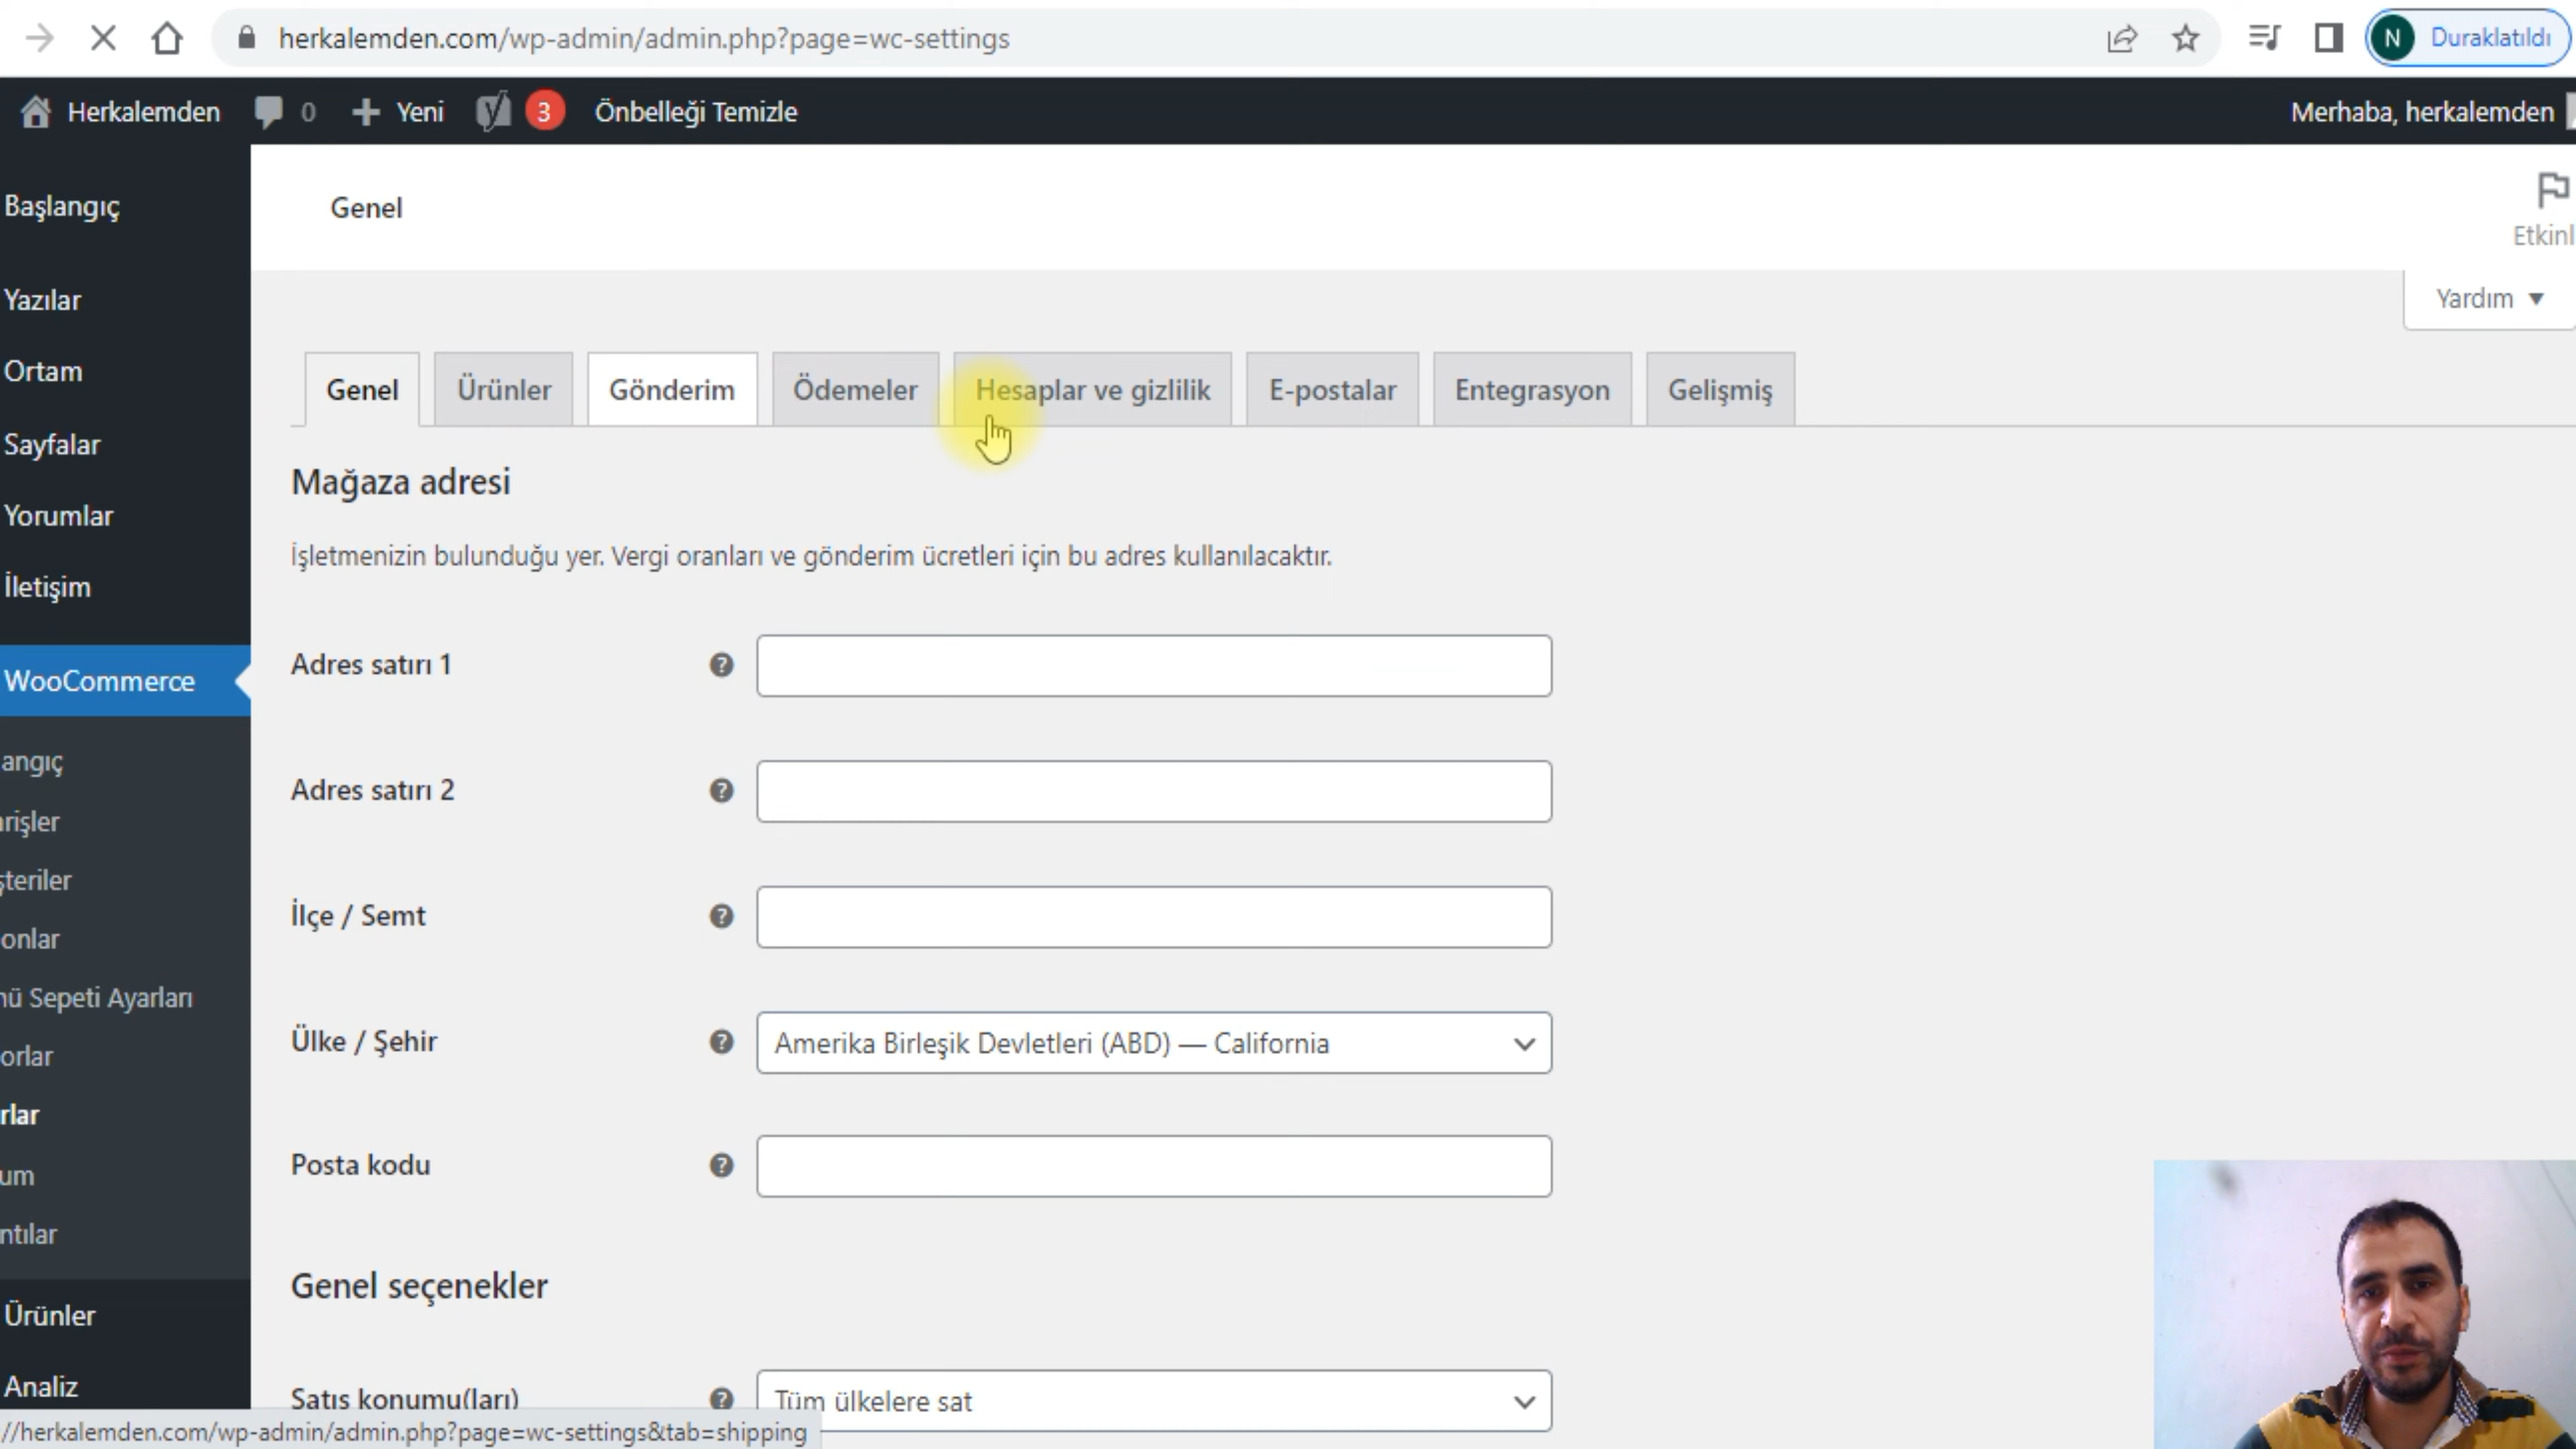 herkalemden.com/wp-admin/admin.php?page=wc-settings
N Duraklatıldı
Herkalemden 0 Yeni 3 Önbelleği Temizle
Merhaba, herkalemden
Başlangıç
Yazılar
Ortam
Sayfalar
Yorumlar
İletişim
WooCommerce
angıç
arişler
şteriler
onlar
nü Sepeti Ayarları
orlar
rlar
um
ntılar
Ürünler
Analiz
Genel
Etkinl
Yardım
Genel Ürünler Gönderim Ödemeler Hesaplar ve gizlilik E-postalar Entegrasyon Gelişmiş
Mağaza adresi
İşletmenizin bulunduğu yer. Vergi oranları ve gönderim ücretleri için bu adres kullanılacaktır.
Adres satırı 1
Adres satırı 2
İlçe / Semt
Ülke / Şehir
Amerika Birleşik Devletleri (ABD) — California
Posta kodu
Genel seçenekler
Satış konumu(ları)
Tüm ülkelere sat
//herkalemden.com/wp-admin/admin.php?page=wc-settings&tab=shipping